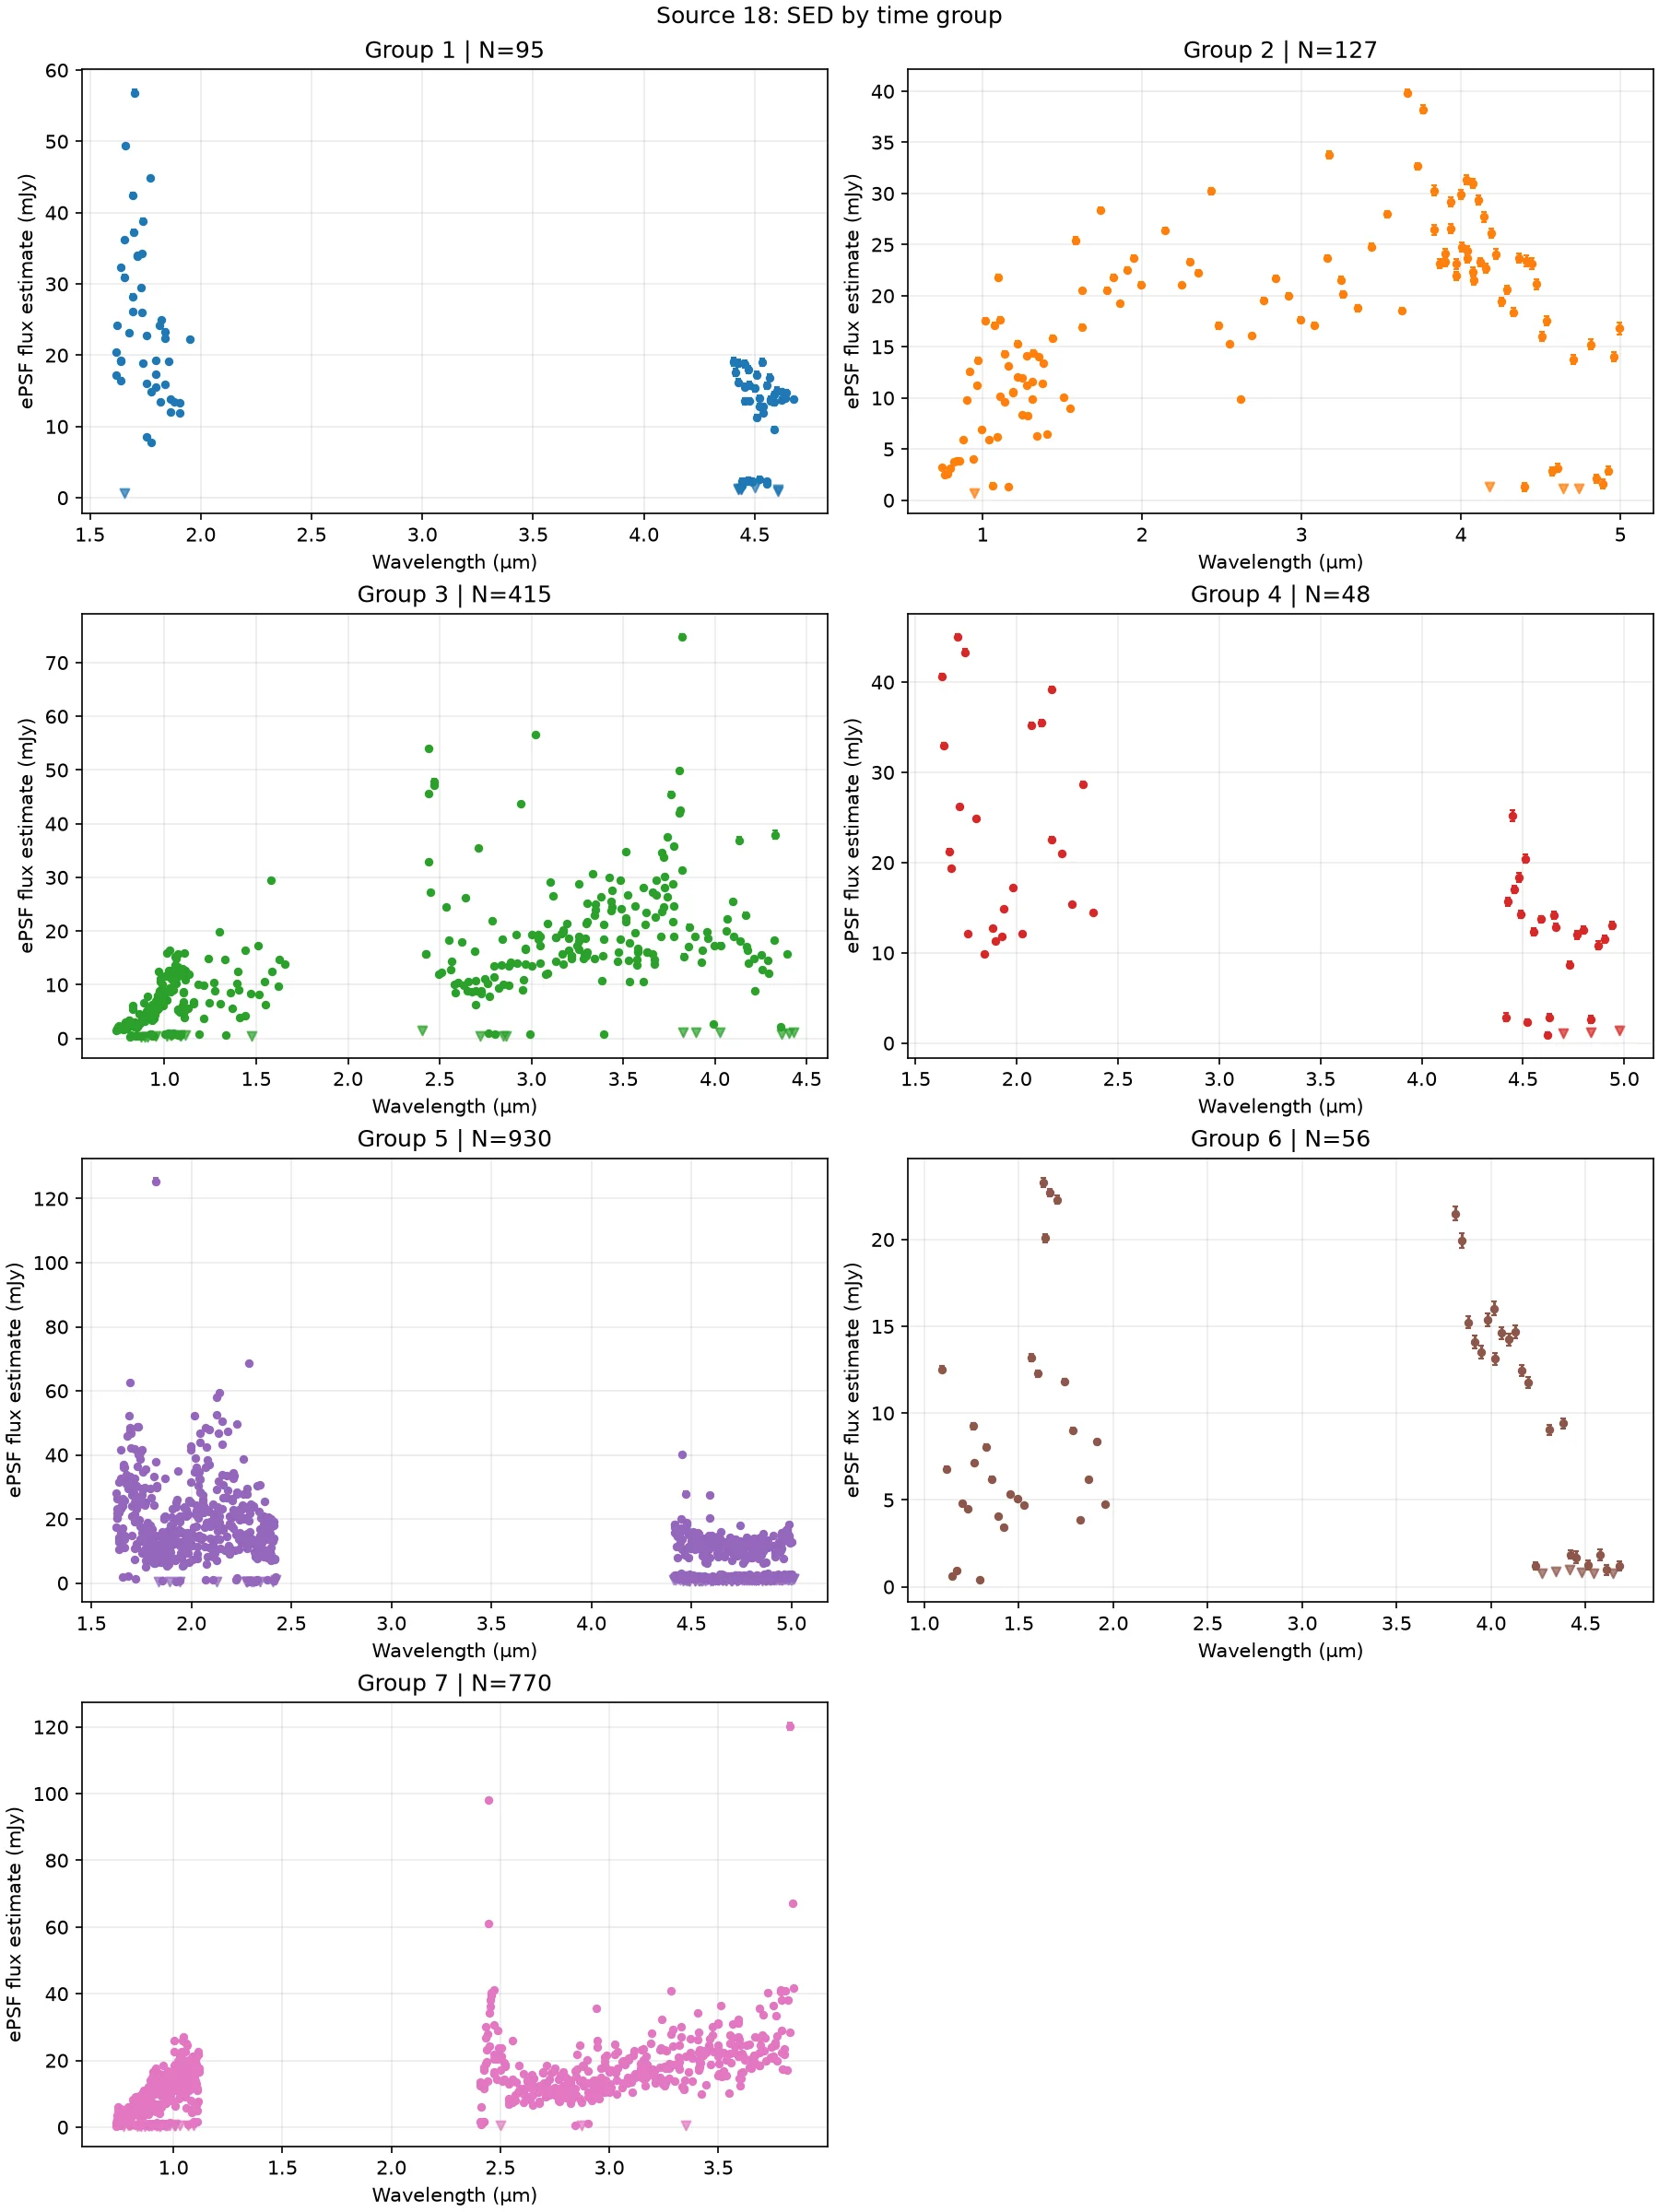 Source 18: SED by time group
Group 1 | N=95
60
50
40
30
20
10
0
ePSF flux estimate (mJy)
1.5 2.0 2.5 3.0 3.5 4.0 4.5
Wavelength (µm)
Group 2 | N=127
40
35
30
25
20
15
10
5
0
ePSF flux estimate (mJy)
1 2 3 4 5
Wavelength (µm)
Group 3 | N=415
70
60
50
40
30
20
10
0
ePSF flux estimate (mJy)
1.0 1.5 2.0 2.5 3.0 3.5 4.0 4.5
Wavelength (µm)
Group 4 | N=48
40
30
20
10
0
ePSF flux estimate (mJy)
1.5 2.0 2.5 3.0 3.5 4.0 4.5 5.0
Wavelength (µm)
Group 5 | N=930
120
100
80
60
40
20
0
ePSF flux estimate (mJy)
1.5 2.0 2.5 3.0 3.5 4.0 4.5 5.0
Wavelength (µm)
Group 6 | N=56
20
15
10
5
0
ePSF flux estimate (mJy)
1.0 1.5 2.0 2.5 3.0 3.5 4.0 4.5
Wavelength (µm)
Group 7 | N=770
120
100
80
60
40
20
0
ePSF flux estimate (mJy)
1.0 1.5 2.0 2.5 3.0 3.5
Wavelength (µm)